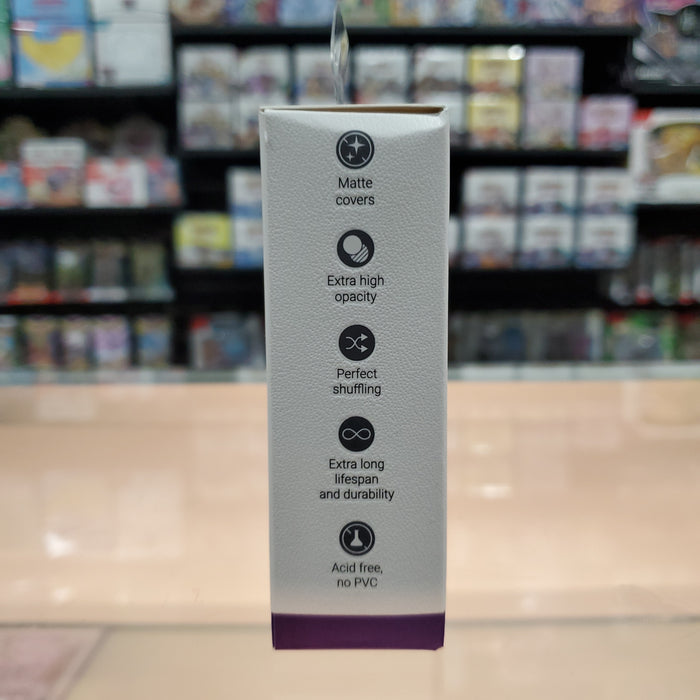 Matte
covers
Extra high
opacity
Perfect
shuffling
Extra long
lifespan
and durability
Acid free,
no PVC